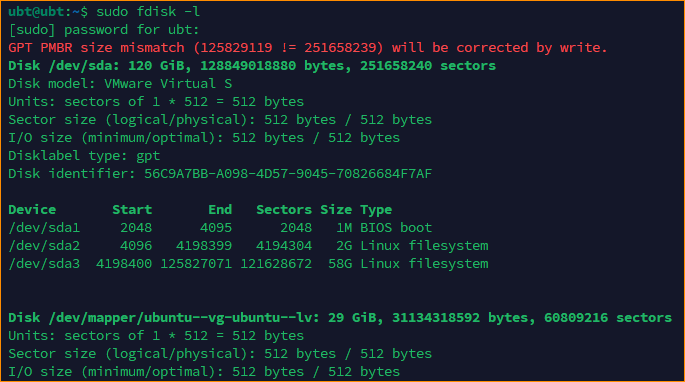 ubt@ubt:~$ sudo fdisk -l
[sudo] password for ubt:
GPT PMBR size mismatch (125829119 != 251658239) will be corrected by write.
Disk /dev/sda: 120 GiB, 128849018880 bytes, 251658240 sectors
Disk model: VMware Virtual S
Units: sectors of 1 * 512 = 512 bytes
Sector size (logical/physical): 512 bytes / 512 bytes
I/O size (minimum/optimal): 512 bytes / 512 bytes
Disklabel type: gpt
Disk identifier: 56C9A7BB-A098-4D57-9045-70826684F7AF
Device Start End Sectors Size Type
/dev/sda1 2048 4095 2048 1M BIOS boot
/dev/sda2 4096 4198399 4194304 2G Linux filesystem
/dev/sda3 4198400 125827071 121628672 58G Linux filesystem
Disk /dev/mapper/ubuntu--vg-ubuntu--lv: 29 GiB, 31134318592 bytes, 60809216 sectors
Units: sectors of 1 * 512 = 512 bytes
Sector size (logical/physical): 512 bytes / 512 bytes
I/O size (minimum/optimal): 512 bytes / 512 bytes